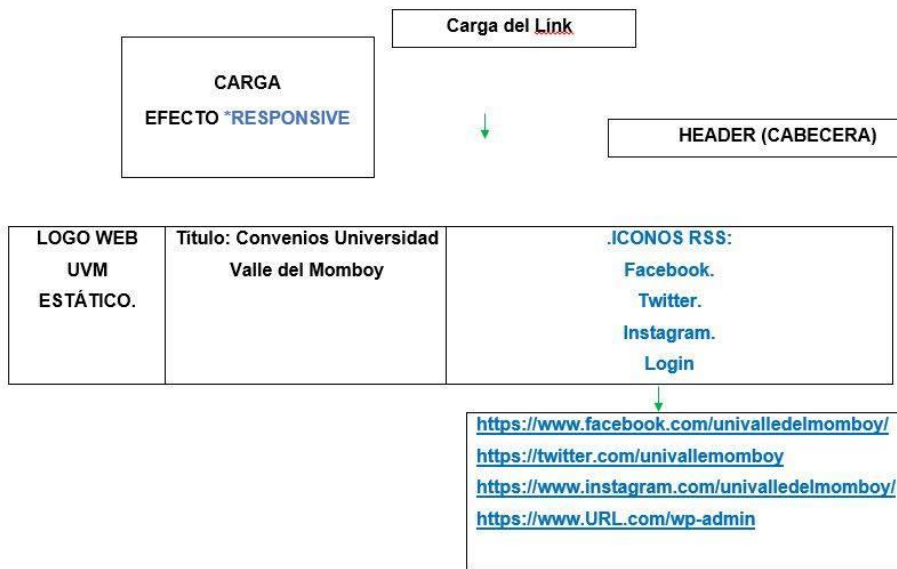 Carga del Link
CARGA
EFECTO *RESPONSIVE
HEADER (CABECERA)
LOGO WEB
UVM
ESTÁTICO.
Titulo: Convenios Universidad
Valle del Momboy
.ICONOS RSS:
Facebook.
Twitter.
Instagram.
Login
https://www.facebook.com/univalledelmomboy/
https://twitter.com/univallemomboy
https://www.instagram.com/univalledelmomboy/
https://www.URL.com/wp-admin